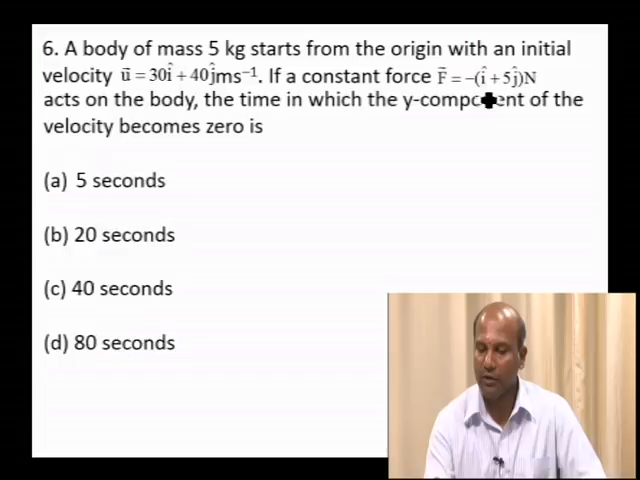 6. A body of mass 5 kg starts from the origin with an initial
velocity u̅ = 30î + 40ĵms⁻¹. If a constant force F̅ = −(î + 5ĵ)N
acts on the body, the time in which the y-component of the
velocity becomes zero is
(a) 5 seconds
(b) 20 seconds
(c) 40 seconds
(d) 80 seconds